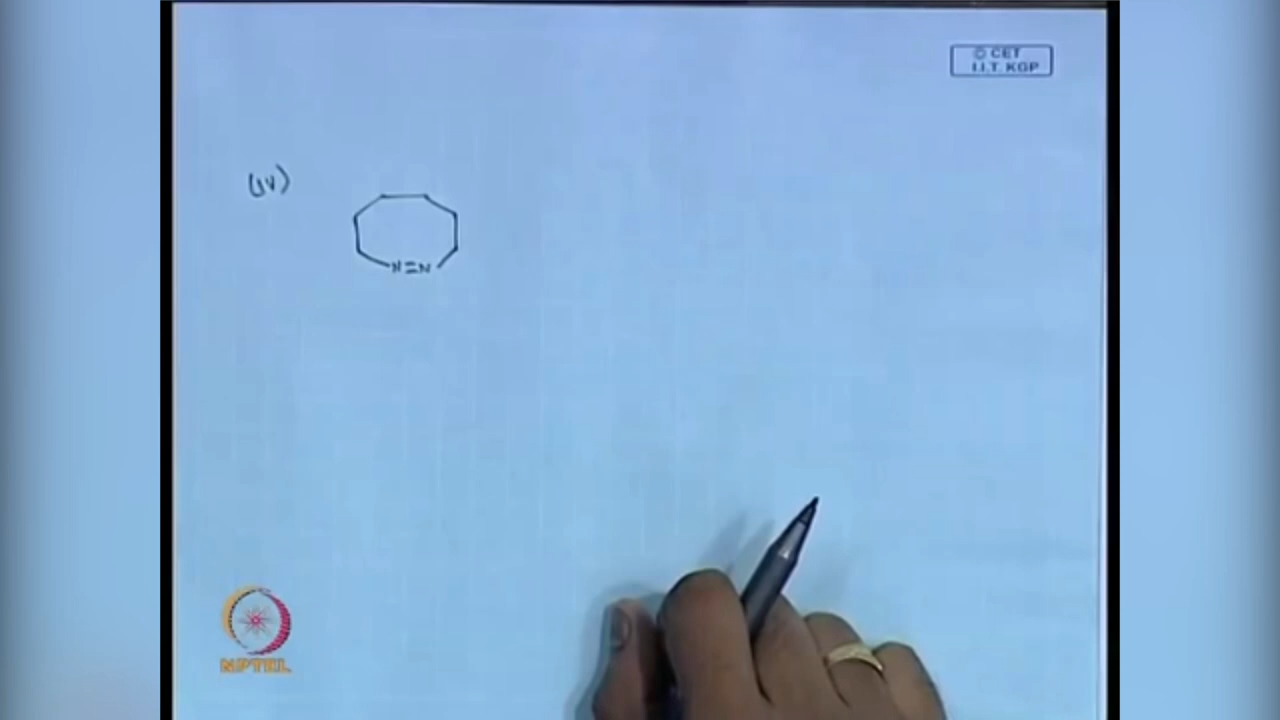 © CET
I.I.T. KGP
(iv)
N=N
NPTEL